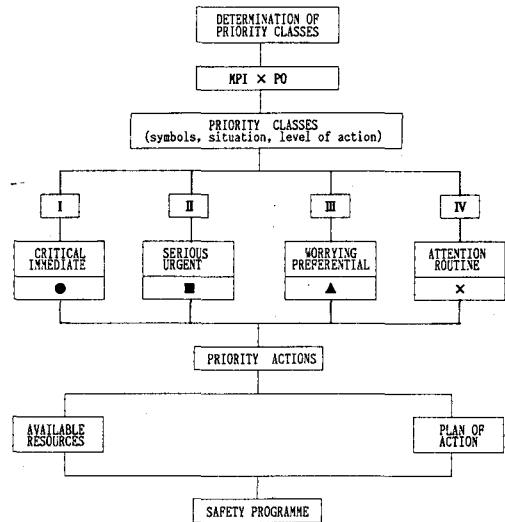 DETERMINATION OF
PRIORITY CLASSES
MPI × PO
PRIORITY CLASSES
(symbols, situation, level of action)
I
II
III
IV
CRITICAL
IMMEDIATE
SERIOUS
URGENT
WORRYING
PREFERENTIAL
ATTENTION
ROUTINE
×
PRIORITY ACTIONS
AVAILABLE
RESOURCES
PLAN OF
ACTION
SAFETY PROGRAMME